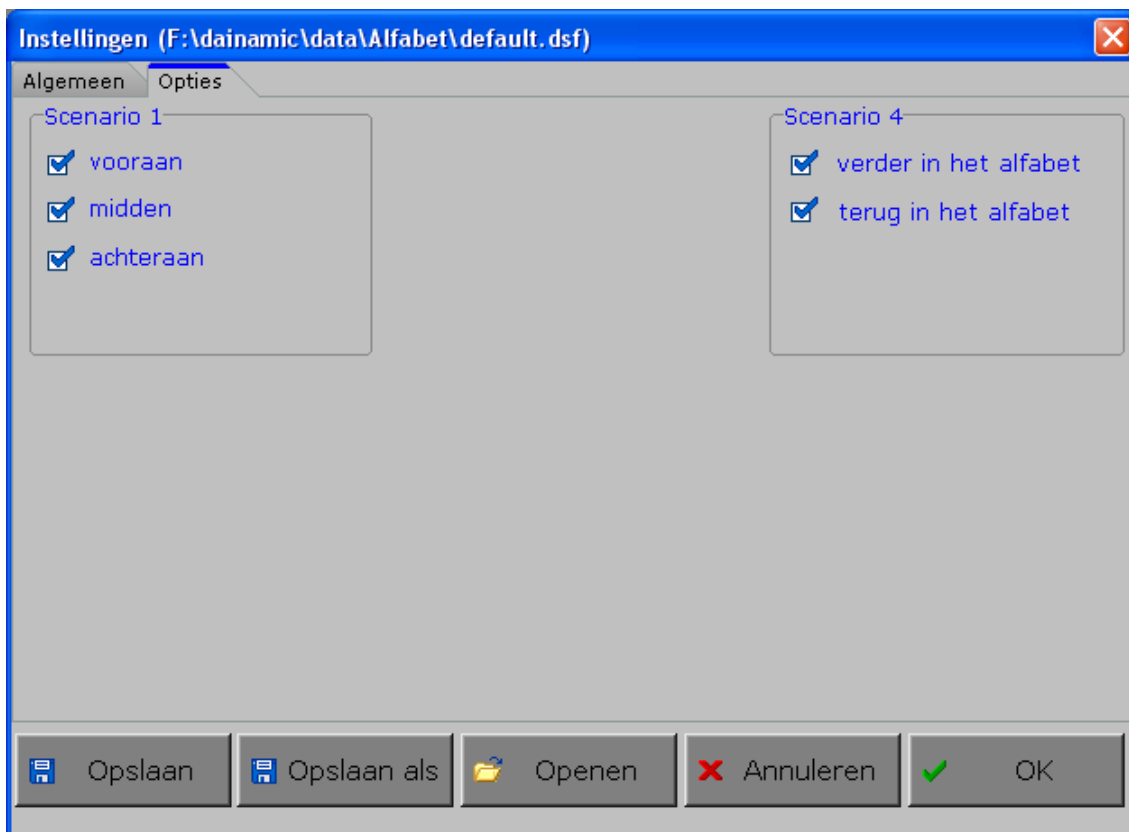 Instellingen (F:\dainamic\data\Alfabet\default.dsf)
Algemeen Opties
Scenario 1
vooraan
midden
achteraan
Scenario 4
verder in het alfabet
terug in het alfabet
Opslaan
Opslaan als
Openen
Annuleren
OK